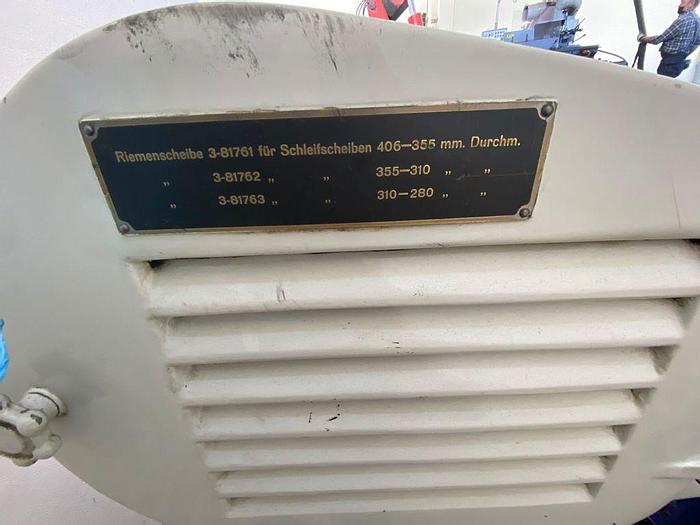 Riemenscheibe 3-81761 für Schleifscheiben 406—355 mm. Durchm.
„ 3-81762 „ „ 355—310 „ „
„ 3-81763 „ „ 310—280 „ „